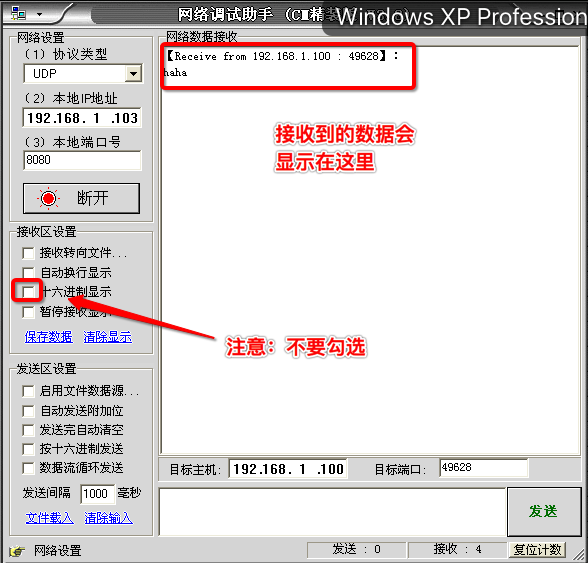 网络调试助手 (CM精装
Windows XP Profession
网络设置
(1) 协议类型
UDP
(2) 本地IP地址
192.168. 1 .103
(3) 本地端口号
8080
断开
接收区设置
接收转向文件...
自动换行显示
十六进制显示
暂停接收显示
保存数据 清除显示
发送区设置
启用文件数据源...
自动发送附加位
发送完自动清空
按十六进制发送
数据流循环发送
发送间隔 1000 毫秒
文件载入 清除输入
网络数据接收
【Receive from 192.168.1.100 : 49628】:
haha
接收到的数据会
显示在这里
注意:不要勾选
目标主机: 192.168. 1 .100 目标端口: 49628
发送
网络设置
发送 : 0 接收 : 4 复位计数